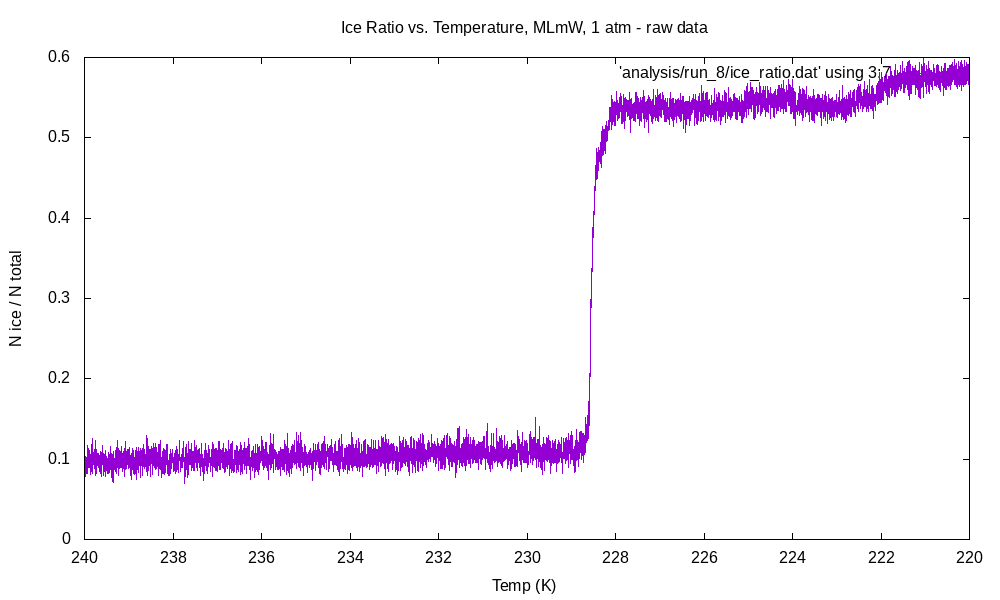 Ice Ratio vs. Temperature, MLmW, 1 atm - raw data
0.6
'analysis/run_8/ice_ratio.dat' using 3:7
0.5
0.4
0.3
0.2
0.1
0
N ice / N total
240 238 236 234 232 230 228 226 224 222 220
Temp (K)